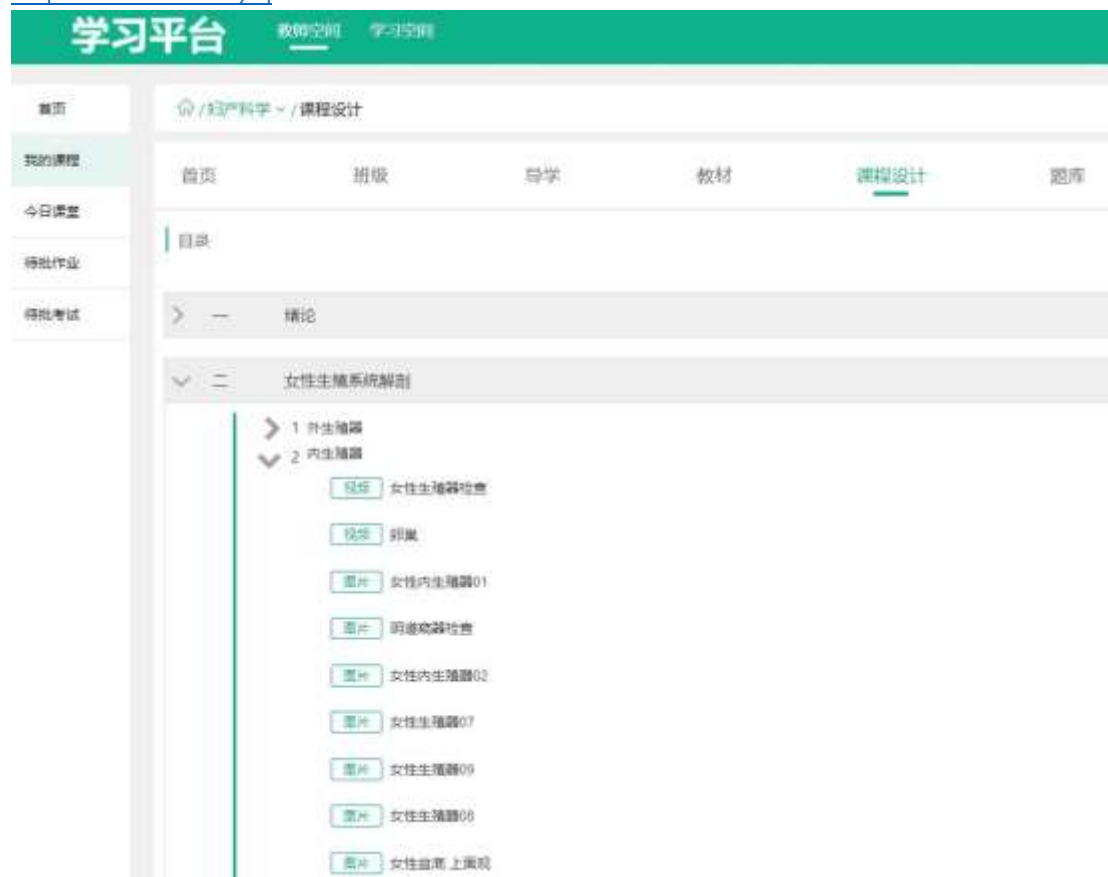 学习平台 教师空间 学习空间
首页
我的课程
今日课堂
待批作业
待批考试
/妇产科学 /课程设计
首页 班级 导学 教材 课程设计 题库
目录
一 绪论
二 女性生殖系统解剖
1 外生殖器
2 内生殖器
视频 女性生殖器检查
视频 卵巢
图片 女性内生殖器01
图片 阴道窥器检查
图片 女性内生殖器02
图片 女性生殖器07
图片 女性生殖器09
图片 女性生殖器08
图片 女性盆底 上面观